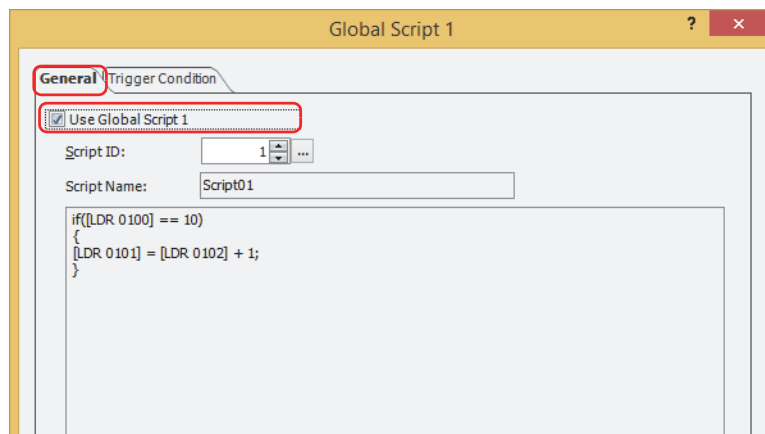 Global Script 1
? ×
General Trigger Condition
Use Global Script 1
Script ID: 1 ...
Script Name: Script01
if([LDR 0100] == 10)
{
[LDR 0101] = [LDR 0102] + 1;
}